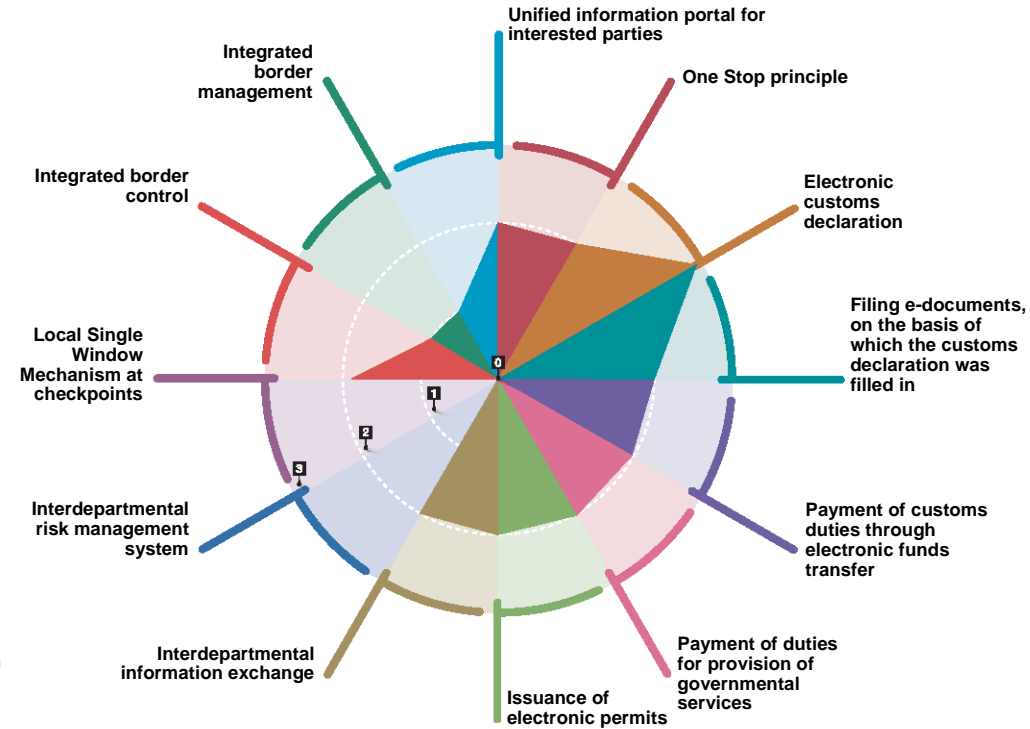 Unified information portal for
interested parties
One Stop principle
Electronic
customs
declaration
Filing e-documents,
on the basis of
which the customs
declaration was
filled in
Payment of customs
duties through
electronic funds
transfer
Payment of duties
for provision of
governmental
services
Issuance of
electronic permits
Interdepartmental
information exchange
Interdepartmental
risk management
system
Local Single
Window
Mechanism at
checkpoints
Integrated border
control
Integrated
border
management
0
1
2
3